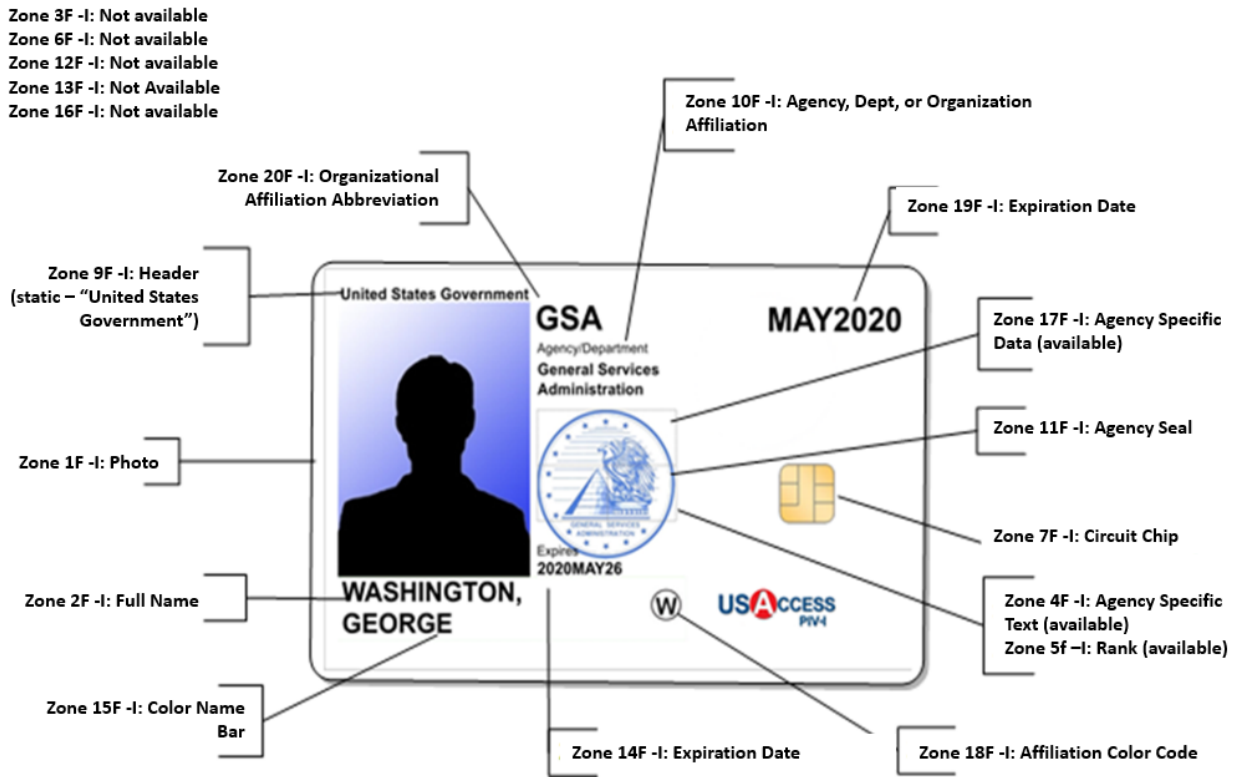 Zone 3F -I: Not available
Zone 6F -I: Not available
Zone 12F -I: Not available
Zone 13F -I: Not Available
Zone 16F -I: Not available
Zone 10F -I: Agency, Dept, or Organization
Affiliation
Zone 20F -I: Organizational
Affiliation Abbreviation
Zone 19F -I: Expiration Date
Zone 9F -I: Header
(static – “United States
Government”)
United States Government
GSA
MAY2020
Agency/Department
General Services
Administration
Zone 17F -I: Agency Specific
Data (available)
Zone 11F -I: Agency Seal
Zone 1F -I: Photo
GENERAL SERVICES
ADMINISTRATION
Zone 7F -I: Circuit Chip
Expires
2020MAY26
WASHINGTON,
GEORGE
W
USACCESS
PIV-I
Zone 2F -I: Full Name
Zone 4F -I: Agency Specific
Text (available)
Zone 5f –I: Rank (available)
Zone 15F -I: Color Name
Bar
Zone 14F -I: Expiration Date
Zone 18F -I: Affiliation Color Code